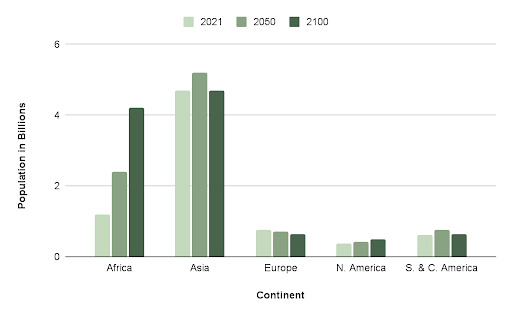 2021 2050 2100
6
4
2
0
Population in Billions
Africa Asia Europe N. America S. & C. America
Continent